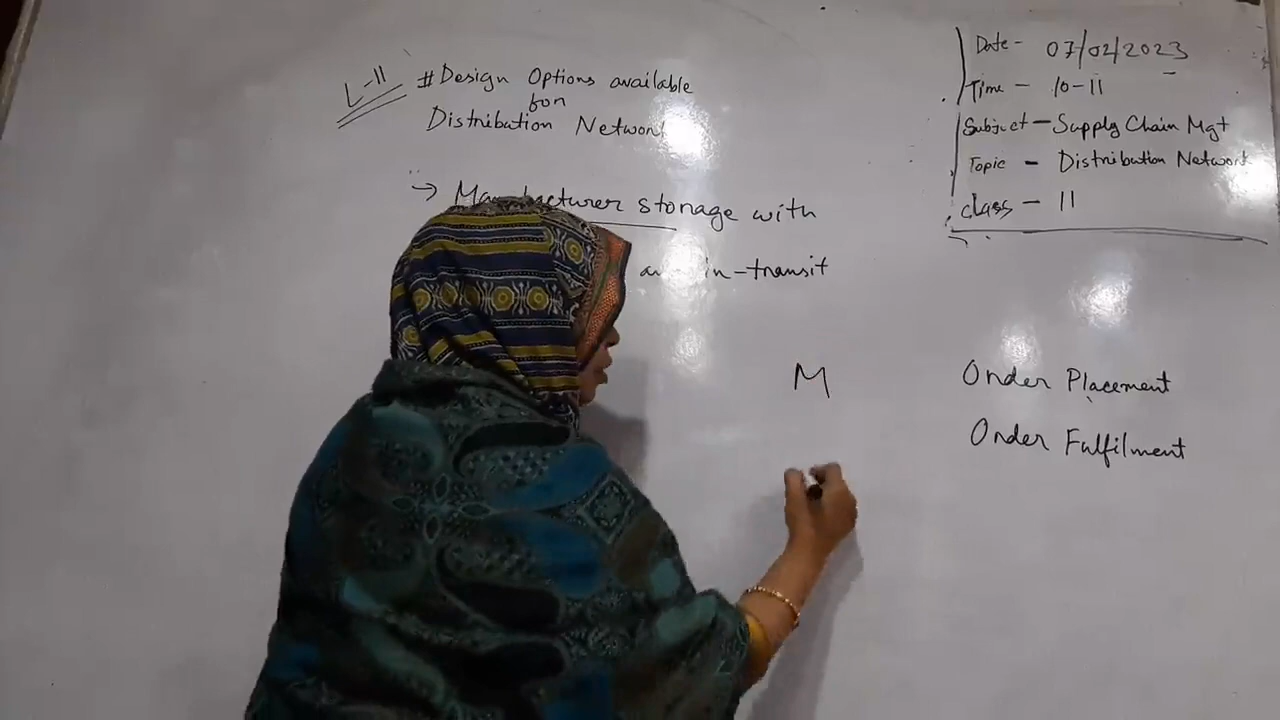 L-11
#Design Options available
for
Distribution Network
→ Manufacturer storage with
in-transit
M
Order Placement
Order Fulfilment
Date - 07/02/2023
Time - 10-11
Subject - Supply Chain Mgt
Topic - Distribution Network
Class - 11